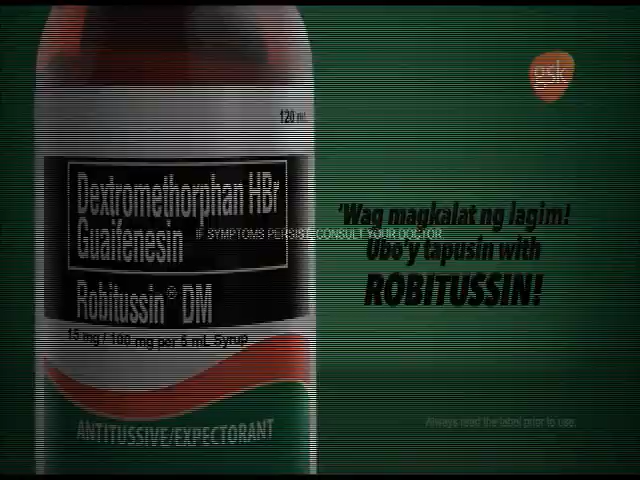 gsk
120 mL
Dextromethorphan HBr
Guaifenesin
Robitussin® DM
15 mg / 100 mg per 5 mL Syrup
ANTITUSSIVE/EXPECTORANT
'Wag magkalat ng lagim!
Ubo'y tapusin with
ROBITUSSIN!
IF SYMPTOMS PERSIST, CONSULT YOUR DOCTOR
Always read the label prior to use.